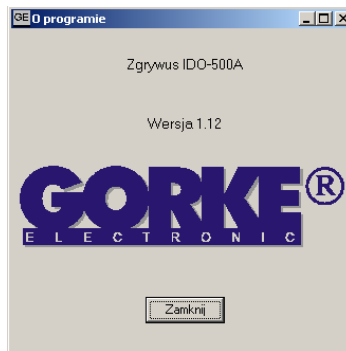 GE O programie
Zgrywus IDO-500A
Wersja 1.12
GORKE®
ELECTRONIC
Zamknij